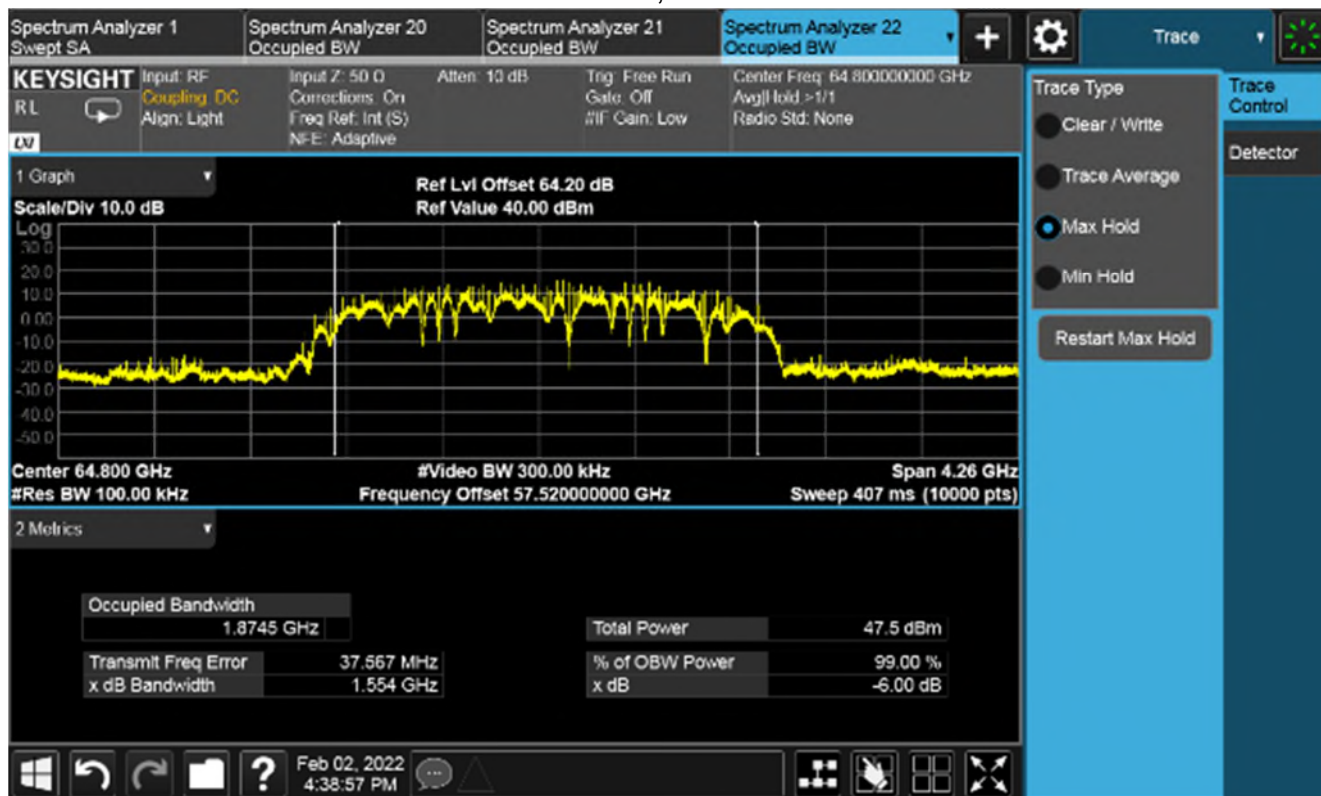 Spectrum Analyzer 1
Swept SA
Spectrum Analyzer 20
Occupied BW
Spectrum Analyzer 21
Occupied BW
Spectrum Analyzer 22
Occupied BW
Trace
KEYSIGHT
RL
LXI
Input: RF
Coupling: DC
Align: Light
Input Z: 50 Ω
Corrections: On
Freq Ref: Int (S)
NFE: Adaptive
Atten: 10 dB
Trig: Free Run
Gate: Off
#IF Gain: Low
Center Freq: 64.800000000 GHz
Avg|Hold:>1/1
Radio Std: None
1 Graph
Scale/Div 10.0 dB
Ref Lvl Offset 64.20 dB
Ref Value 40.00 dBm
Log
30.0
20.0
10.0
0.00
-10.0
-20.0
-30.0
-40.0
-50.0
Center 64.800 GHz
#Video BW 300.00 kHz
Span 4.26 GHz
#Res BW 100.00 kHz
Frequency Offset 57.520000000 GHz
Sweep 407 ms (10000 pts)
2 Metrics
Occupied Bandwidth
1.8745 GHz
Total Power 47.5 dBm
Transmit Freq Error 37.567 MHz
% of OBW Power 99.00 %
x dB Bandwidth 1.554 GHz
x dB -6.00 dB
Feb 02, 2022
4:38:57 PM
Trace Type
Clear / Write
Trace Average
Max Hold
Min Hold
Restart Max Hold
Trace
Control
Detector